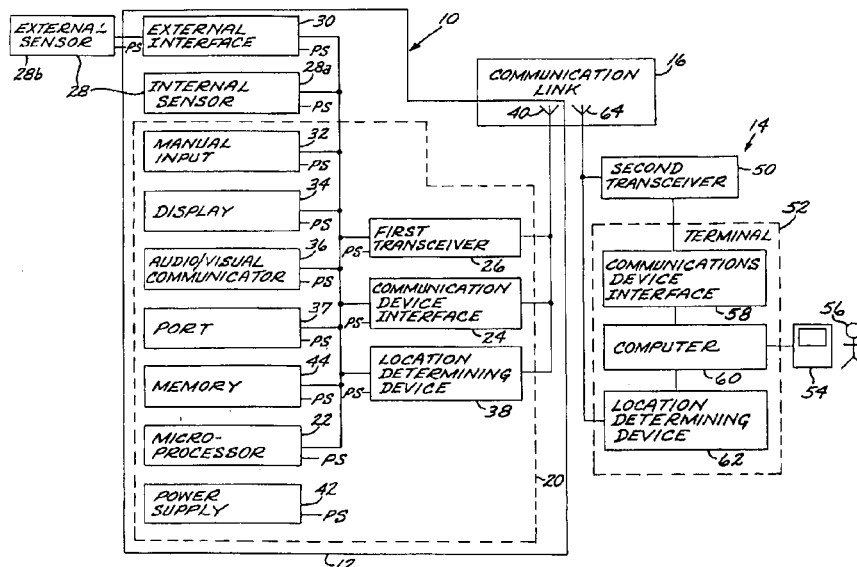 EXTERNAL
SENSOR
PS
28b
28
EXTERNAL
INTERFACE
30
PS
INTERNAL
SENSOR
28a
PS
MANUAL
INPUT
32
PS
DISPLAY
34
PS
AUDIO/VISUAL
COMMUNICATOR
36
PS
PORT
37
PS
MEMORY
44
PS
MICRO-
PROCESSOR
22
PS
POWER
SUPPLY
42
PS
FIRST
TRANSCEIVER
PS
26
COMMUNICATION
DEVICE
INTERFACE
PS
24
LOCATION
DETERMINING
DEVICE
PS
38
20
12
10
COMMUNICATION
LINK
16
40
64
14
SECOND
TRANSCEIVER
50
52
TERMINAL
COMMUNICATIONS
DEVICE
INTERFACE
58
COMPUTER
60
LOCATION
DETERMINING
DEVICE
62
56
54